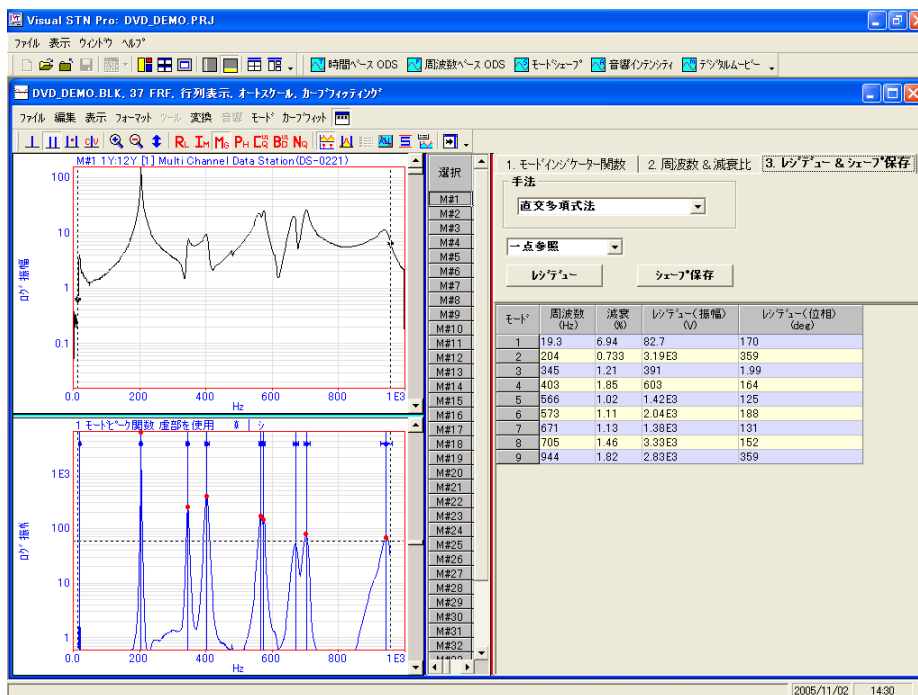 Visual STN Pro: DVD_DEMO.PRJ
ファイル 表示 ウィンドウ ヘルプ
時間ベース ODS 周波数ベース ODS モードシェープ 音響インテンシティ デジタルムービー
DVD_DEMO.BLK, 37 FRF, 行列表示, オートスケール, カーブフィッティング
ファイル 編集 表示 フォーマット ツール 変換 音響 モード カーブフィット
M#1 1Y:12Y [1] Multi Channel Data Station(DS-0221)
100
10
1
0.1
ログ振幅
0.0 200 400 600 800 1E3
Hz
1 モードピーク関数 虚部を使用
1E3
100
10
1
ログ振幅
0.0 200 400 600 800 1E3
Hz
選択
M#1
M#2
M#3
M#4
M#5
M#6
M#7
M#8
M#9
M#10
M#11
M#12
M#13
M#14
M#15
M#16
M#17
M#18
M#19
M#20
M#21
M#22
M#23
M#24
M#25
M#26
M#27
M#28
M#29
M#30
M#31
M#32
1. モードインジケーター関数 2. 周波数 & 減衰比 3. レジデュー & シェープ保存
手法
直交多項式法
一点参照
レジデュー シェープ保存
モード 周波数 (Hz) 減衰 (%) レジデュー(振幅) (V) レジデュー(位相) (deg)
1 19.3 6.94 82.7 170
2 204 0.733 3.19E3 359
3 345 1.21 391 1.99
4 403 1.85 603 164
5 566 1.02 1.42E3 125
6 573 1.11 2.04E3 188
7 671 1.13 1.38E3 131
8 705 1.46 3.33E3 152
9 944 1.82 2.83E3 359
2005/11/02 14:30